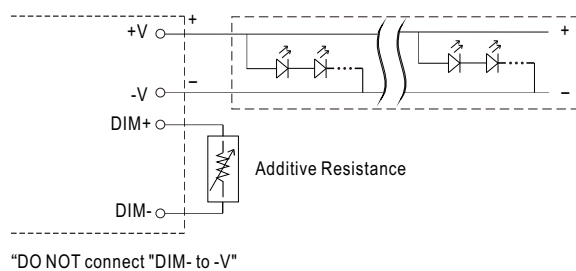 +
+V
+
−
-V
−
DIM+
Additive Resistance
DIM-
"DO NOT connect "DIM- to -V"